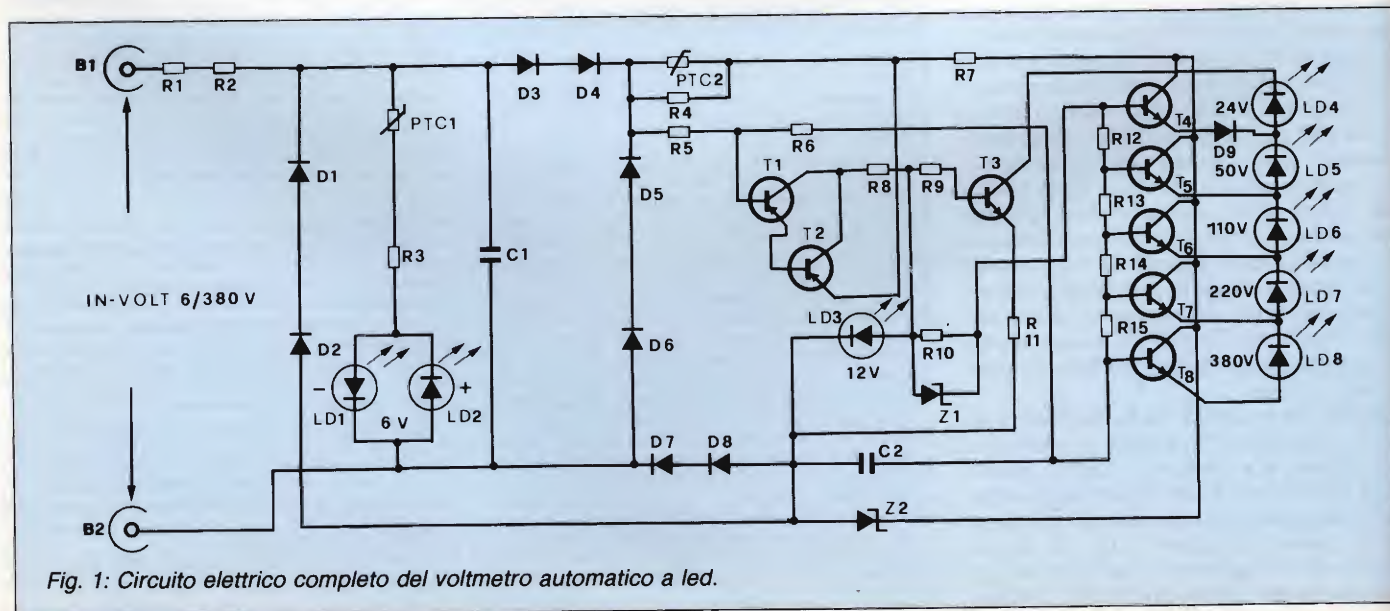 B1
R1
R2
D3
D4
PTC2
R4
R5
R6
R7
PTC1
D1
R3
C1
D5
T1
T2
R8
R9
T3
T4
R12
D9
24V
LD4
T5
50V
LD5
R13
T6
110V
LD6
R14
T7
220V
LD7
R15
T8
380V
LD8
IN-VOLT 6/380 V
D2
-
+
LD1
6 V
LD2
D6
LD3
12V
R10
R
11
Z1
D7
D8
C2
Z2
B2
Fig. 1: Circuito elettrico completo del voltmetro automatico a led.